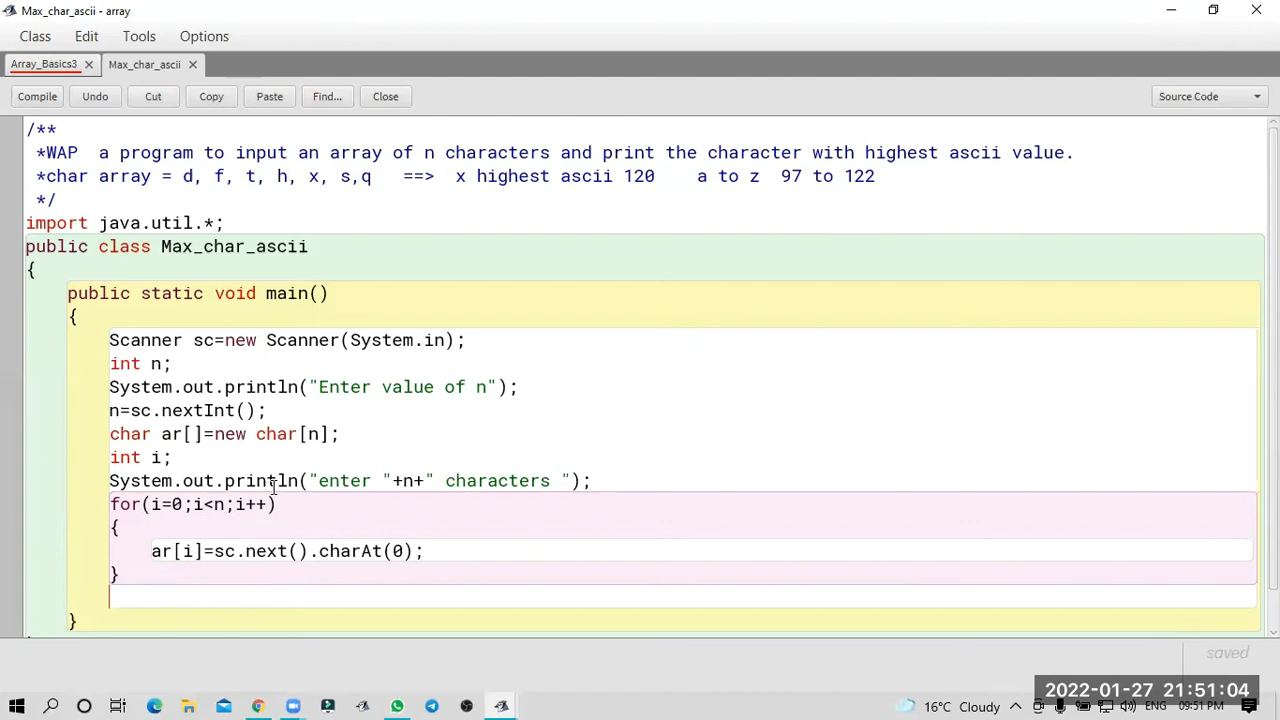 Max_char_ascii - array
Class Edit Tools Options
Array_Basics3 Max_char_ascii
Compile Undo Cut Copy Paste Find... Close Source Code
/**
*WAP  a program to input an array of n characters and print the character with highest ascii value.
*char array = d, f, t, h, x, s,q   ==>  x highest ascii 120    a to z  97 to 122
*/
import java.util.*;
public class Max_char_ascii
{
public static void main()
{
Scanner sc=new Scanner(System.in);
int n;
System.out.println("Enter value of n");
n=sc.nextInt();
char ar[]=new char[n];
int i;
System.out.println("enter "+n+" characters ");
for(i=0;i<n;i++)
{
ar[i]=sc.next().charAt(0);
}
}
saved
2022-01-27 21:51:04
16°C Cloudy ENG 09:51 PM